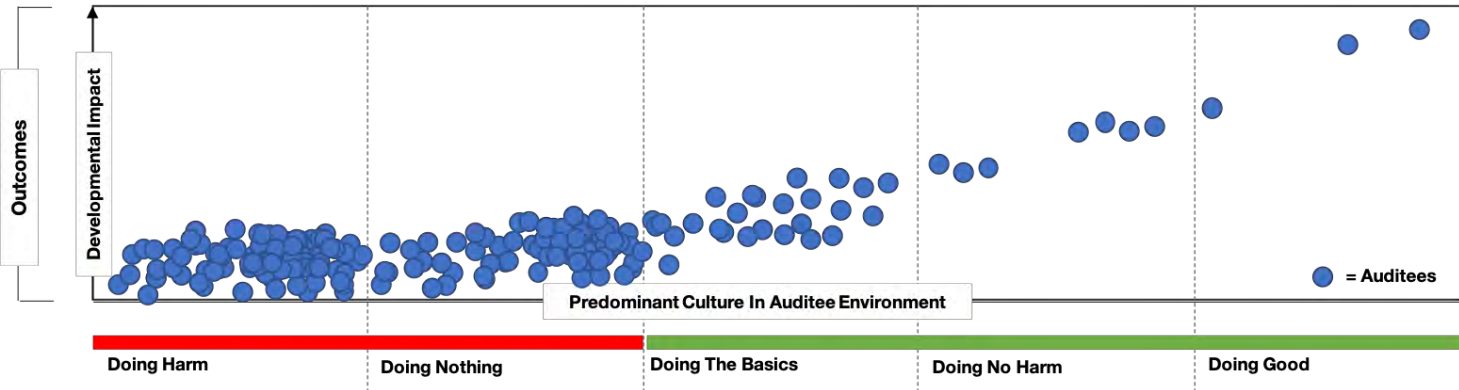 Outcomes
Developmental Impact
= Auditees
Predominant Culture In Auditee Environment
Doing Harm
Doing Nothing
Doing The Basics
Doing No Harm
Doing Good